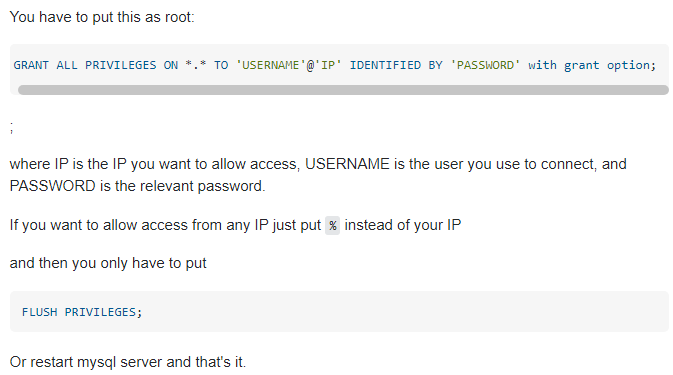 You have to put this as root:
GRANT ALL PRIVILEGES ON *.* TO 'USERNAME'@'IP' IDENTIFIED BY 'PASSWORD' with grant option;
;
where IP is the IP you want to allow access, USERNAME is the user you use to connect, and
PASSWORD is the relevant password.
If you want to allow access from any IP just put % instead of your IP
and then you only have to put
FLUSH PRIVILEGES;
Or restart mysql server and that's it.